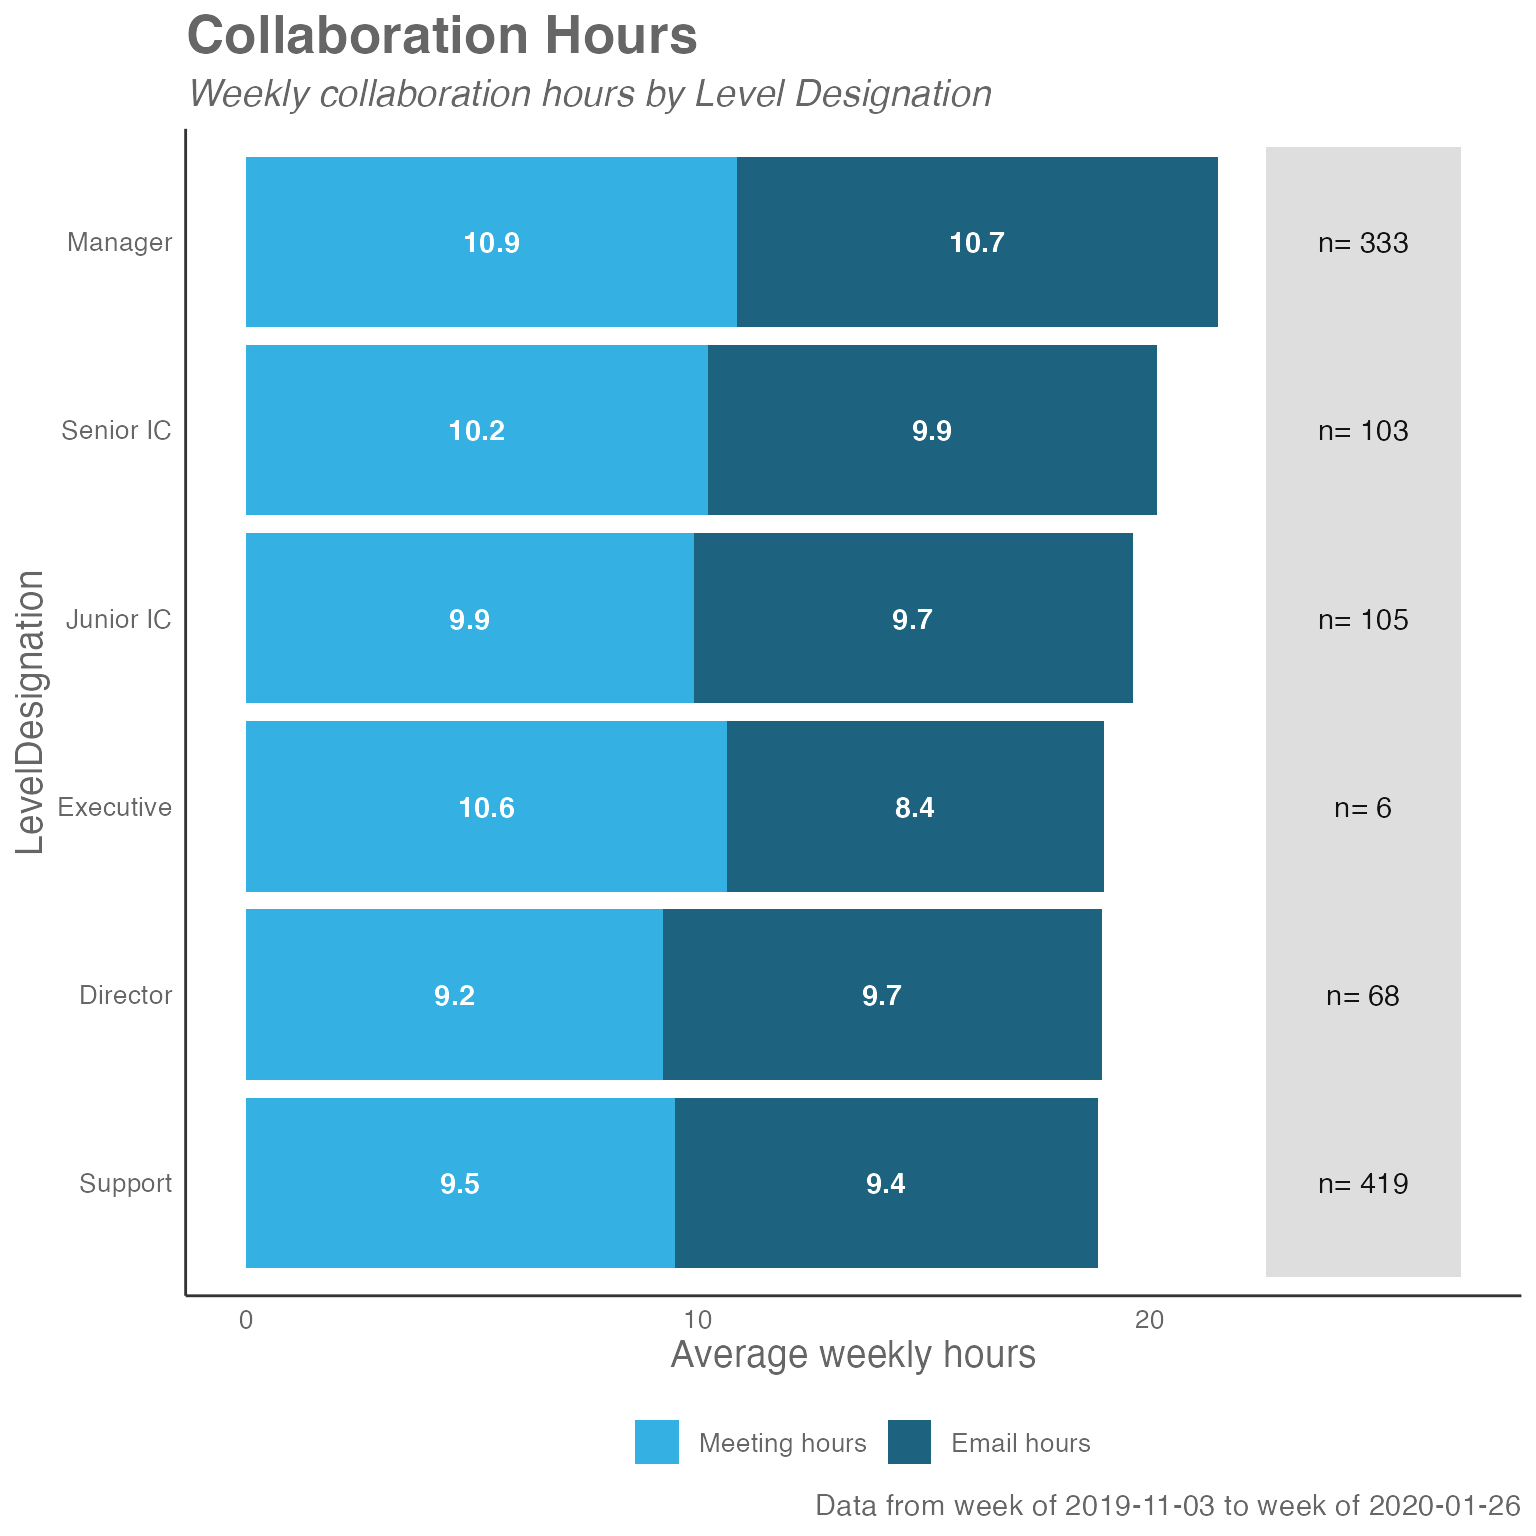 Collaboration Hours
Weekly collaboration hours by Level Designation
LevelDesignation
Manager 10.9 10.7 n= 333
Senior IC 10.2 9.9 n= 103
Junior IC 9.9 9.7 n= 105
Executive 10.6 8.4 n= 6
Director 9.2 9.7 n= 68
Support 9.5 9.4 n= 419
0 10 20
Average weekly hours
Meeting hours Email hours
Data from week of 2019-11-03 to week of 2020-01-26